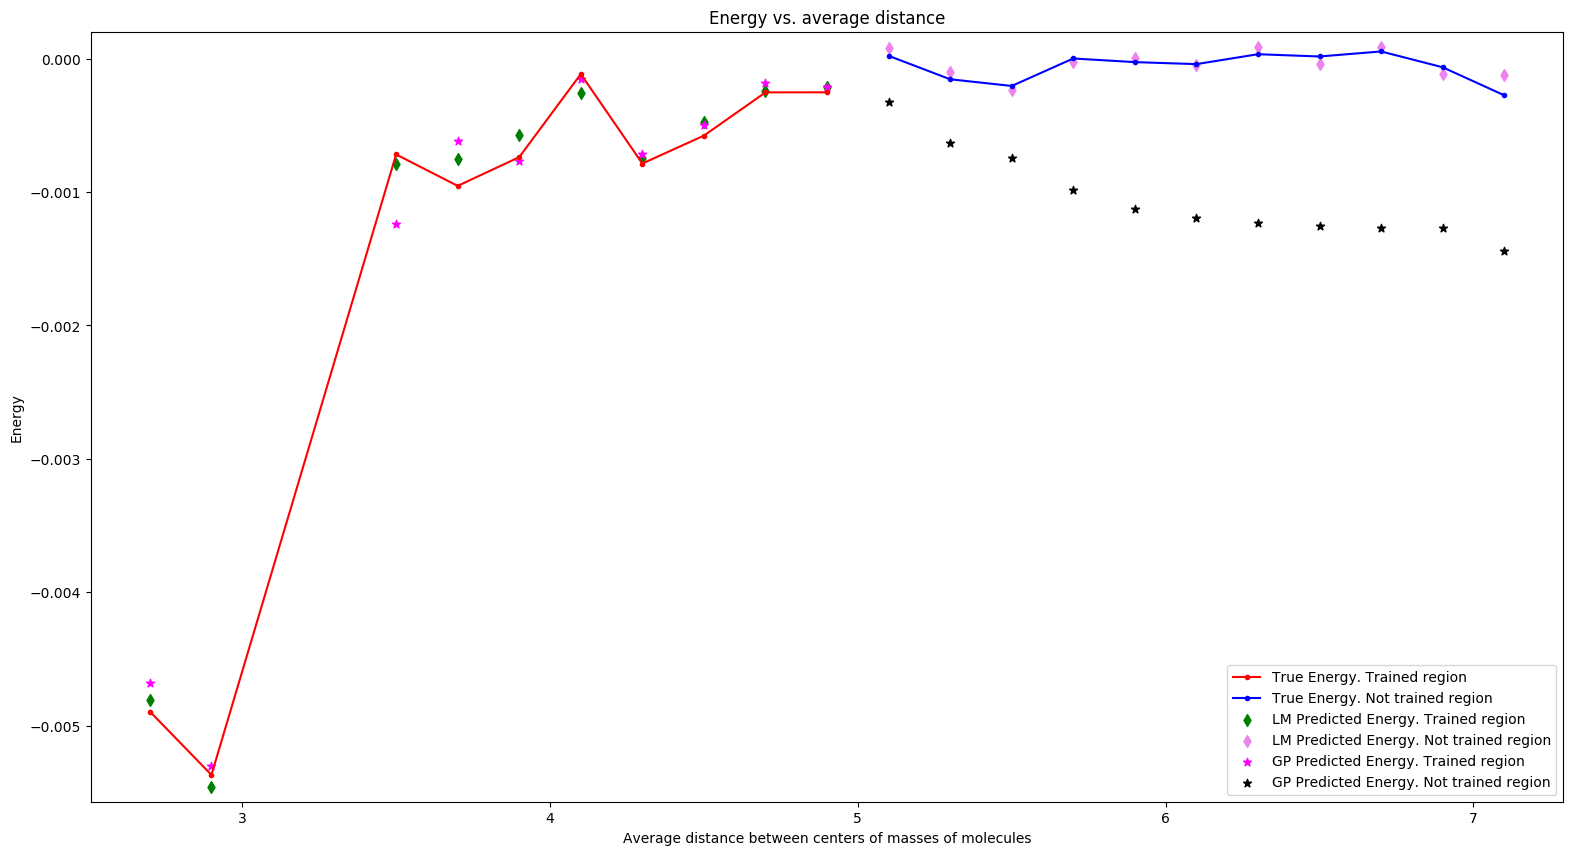 Energy vs. average distance
0.000
−0.001
−0.002
−0.003
−0.004
−0.005
Energy
3
4
5
6
7
Average distance between centers of masses of molecules
True Energy. Trained region
True Energy. Not trained region
LM Predicted Energy. Trained region
LM Predicted Energy. Not trained region
GP Predicted Energy. Trained region
GP Predicted Energy. Not trained region